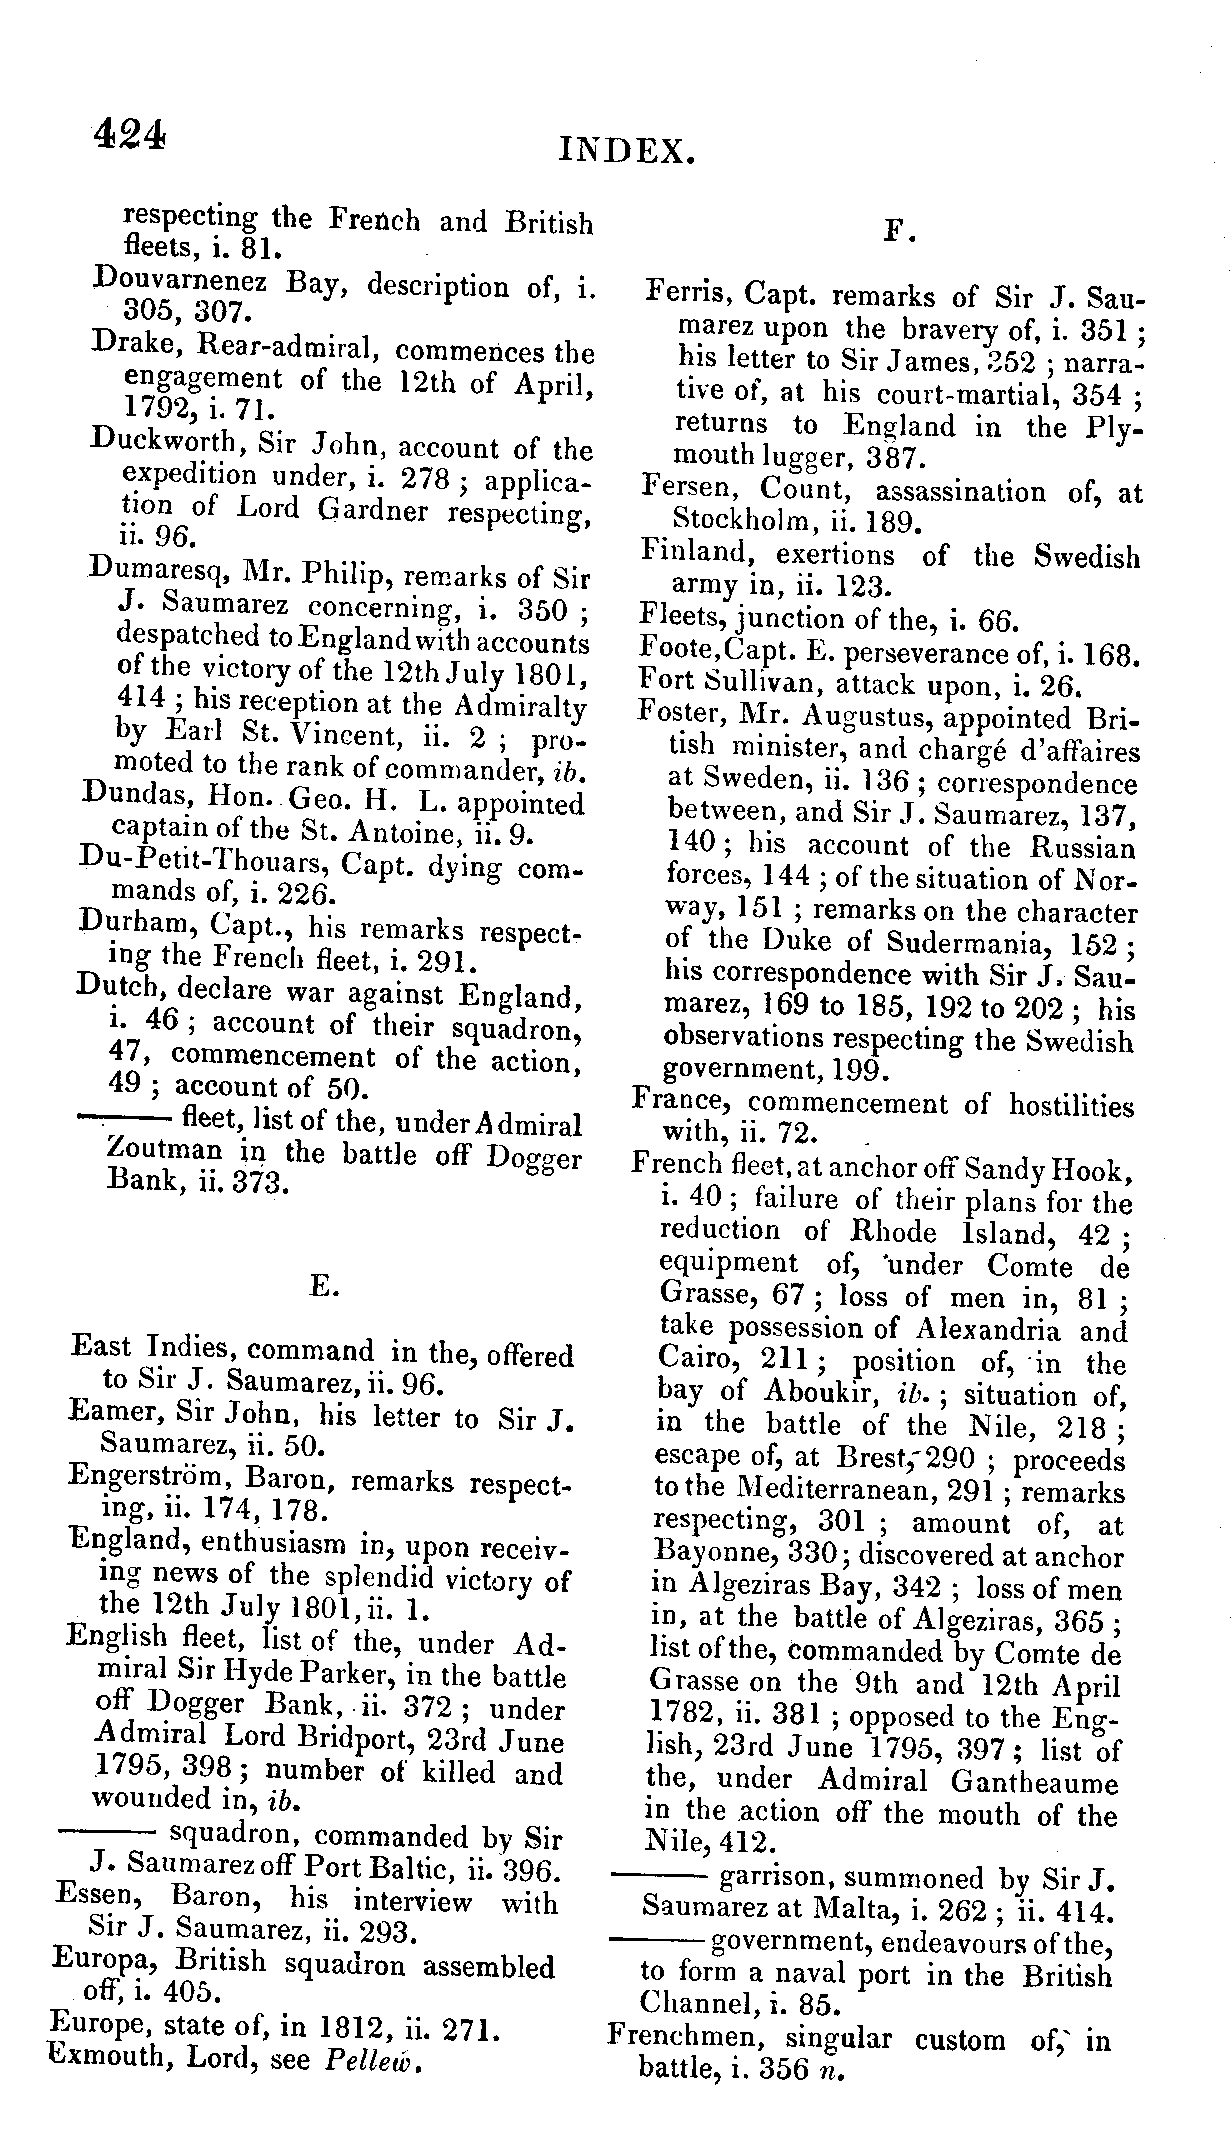 424
INDEX.
respecting the French and British
fleets, i. 81.
Douvarnenez Bay, description of, i.
305, 307.
Drake, Rear-admiral, commences the
engagement of the 12th of April,
1792, i. 71.
Duckworth, Sir John, account of the
expedition under, i. 278 ; applica-
tion of Lord Gardner respecting,
ii. 96.
Dumaresq, Mr. Philip, remarks of Sir
J. Saumarez concerning, i. 350 ;
despatched to England with accounts
of the victory of the 12th July 1801,
414 ; his reception at the Admiralty
by Earl St. Vincent, ii. 2 ; pro-
moted to the rank of commander, ib.
Dundas, Hon. Geo. H. L. appointed
captain of the St. Antoine, ii. 9.
Du-Petit-Thouars, Capt. dying com-
mands of, i. 226.
Durham, Capt., his remarks respect-
ing the French fleet, i. 291.
Dutch, declare war against England,
i. 46 ; account of their squadron,
47, commencement of the action,
49 ; account of 50.
——— fleet, list of the, under Admiral
Zoutman in the battle off Dogger
Bank, ii. 373.
E.
East Indies, command in the, offered
to Sir J. Saumarez, ii. 96.
Eamer, Sir John, his letter to Sir J.
Saumarez, ii. 50.
Engerström, Baron, remarks respect-
ing, ii. 174, 178.
England, enthusiasm in, upon receiv-
ing news of the splendid victory of
the 12th July 1801, ii. 1.
English fleet, list of the, under Ad-
miral Sir Hyde Parker, in the battle
off Dogger Bank, ii. 372 ; under
Admiral Lord Bridport, 23rd June
1795, 398 ; number of killed and
wounded in, ib.
——— squadron, commanded by Sir
J. Saumarez off Port Baltic, ii. 396.
Essen, Baron, his interview with
Sir J. Saumarez, ii. 293.
Europa, British squadron assembled
off, i. 405.
Europe, state of, in 1812, ii. 271.
Exmouth, Lord, see Pellew.
F.
Ferris, Capt. remarks of Sir J. Sau-
marez upon the bravery of, i. 351 ;
his letter to Sir James, 352 ; narra-
tive of, at his court-martial, 354 ;
returns to England in the Ply-
mouth lugger, 387.
Fersen, Count, assassination of, at
Stockholm, ii. 189.
Finland, exertions of the Swedish
army in, ii. 123.
Fleets, junction of the, i. 66.
Foote, Capt. E. perseverance of, i. 168.
Fort Sullivan, attack upon, i. 26.
Foster, Mr. Augustus, appointed Bri-
tish minister, and chargé d'affaires
at Sweden, ii. 136 ; correspondence
between, and Sir J. Saumarez, 137,
140 ; his account of the Russian
forces, 144 ; of the situation of Nor-
way, 151 ; remarks on the character
of the Duke of Sudermania, 152 ;
his correspondence with Sir J. Sau-
marez, 169 to 185, 192 to 202 ; his
observations respecting the Swedish
government, 199.
France, commencement of hostilities
with, ii. 72.
French fleet, at anchor off Sandy Hook,
i. 40 ; failure of their plans for the
reduction of Rhode Island, 42 ;
equipment of, under Comte de
Grasse, 67 ; loss of men in, 81 ;
take possession of Alexandria and
Cairo, 211 ; position of, in the
bay of Aboukir, ib. ; situation of,
in the battle of the Nile, 218 ;
escape of, at Brest, 290 ; proceeds
to the Mediterranean, 291 ; remarks
respecting, 301 ; amount of, at
Bayonne, 330 ; discovered at anchor
in Algeziras Bay, 342 ; loss of men
in, at the battle of Algeziras, 365 ;
list of the, commanded by Comte de
Grasse on the 9th and 12th April
1782, ii. 381 ; opposed to the Eng-
lish, 23rd June 1795, 397 ; list of
the, under Admiral Gantheaume
in the action off the mouth of the
Nile, 412.
——— garrison, summoned by Sir J.
Saumarez at Malta, i. 262 ; ii. 414.
——— government, endeavours of the,
to form a naval port in the British
Channel, i. 85.
Frenchmen, singular custom of, in
battle, i. 356 n.